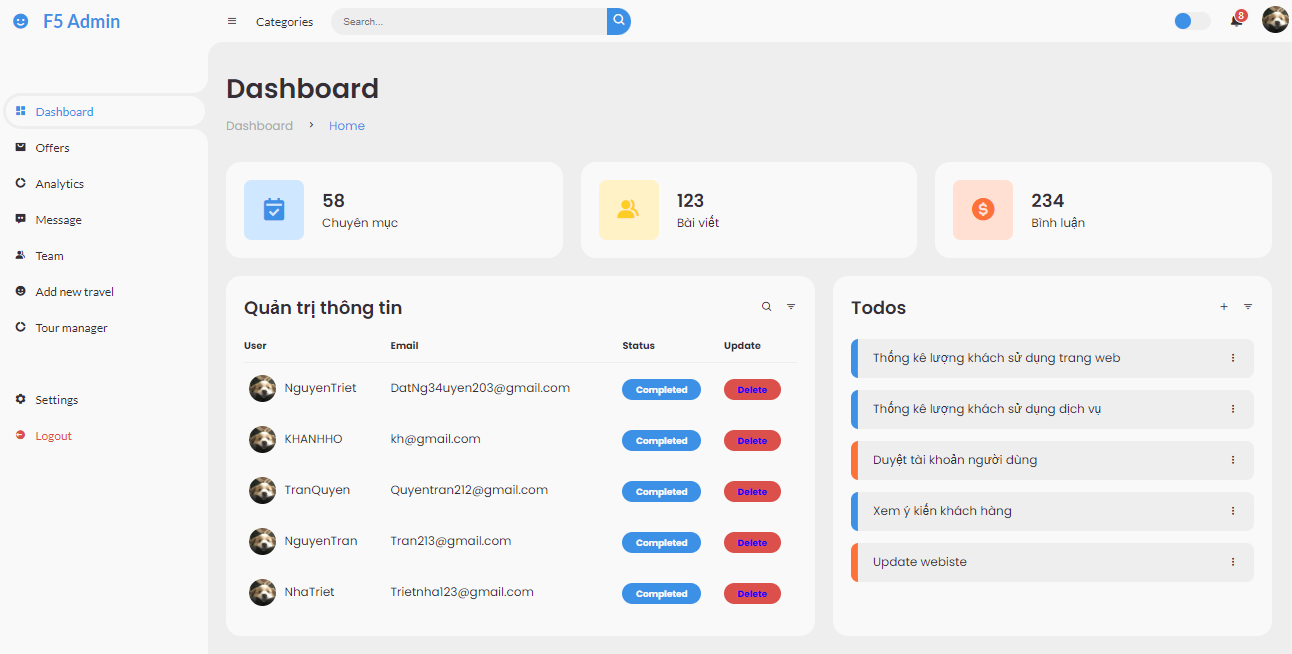 F5 Admin
Categories
Search...
8
Dashboard
Offers
Analytics
Message
Team
Add new travel
Tour manager
Settings
Logout
Dashboard
Dashboard > Home
58
Chuyên mục
123
Bài viết
234
Bình luận
Quản trị thông tin
User Email Status Update
NguyenTriet DatNg34uyen203@gmail.com Completed Delete
KHANHHO kh@gmail.com Completed Delete
TranQuyen Quyentran212@gmail.com Completed Delete
NguyenTran Tran213@gmail.com Completed Delete
NhaTriet Trietnha123@gmail.com Completed Delete
Todos
Thống kê lượng khách sử dụng trang web
Thống kê lượng khách sử dụng dịch vụ
Duyệt tài khoản người dùng
Xem ý kiến khách hàng
Update webiste